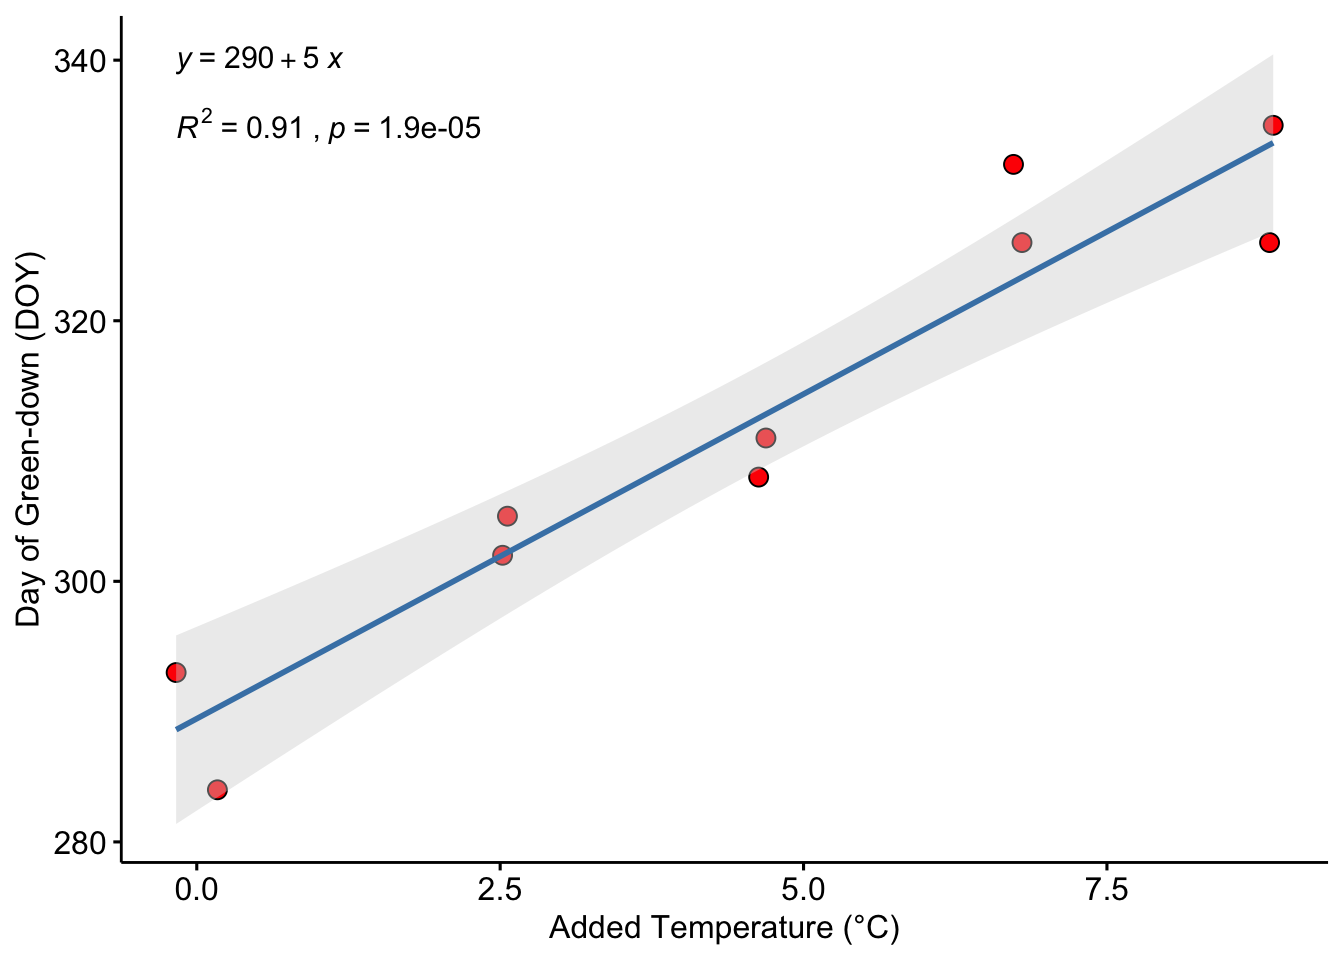 y = 290 + 5 x
R² = 0.91 , p = 1.9e-05
Day of Green-down (DOY)
340
320
300
280
0.0 2.5 5.0 7.5
Added Temperature (°C)